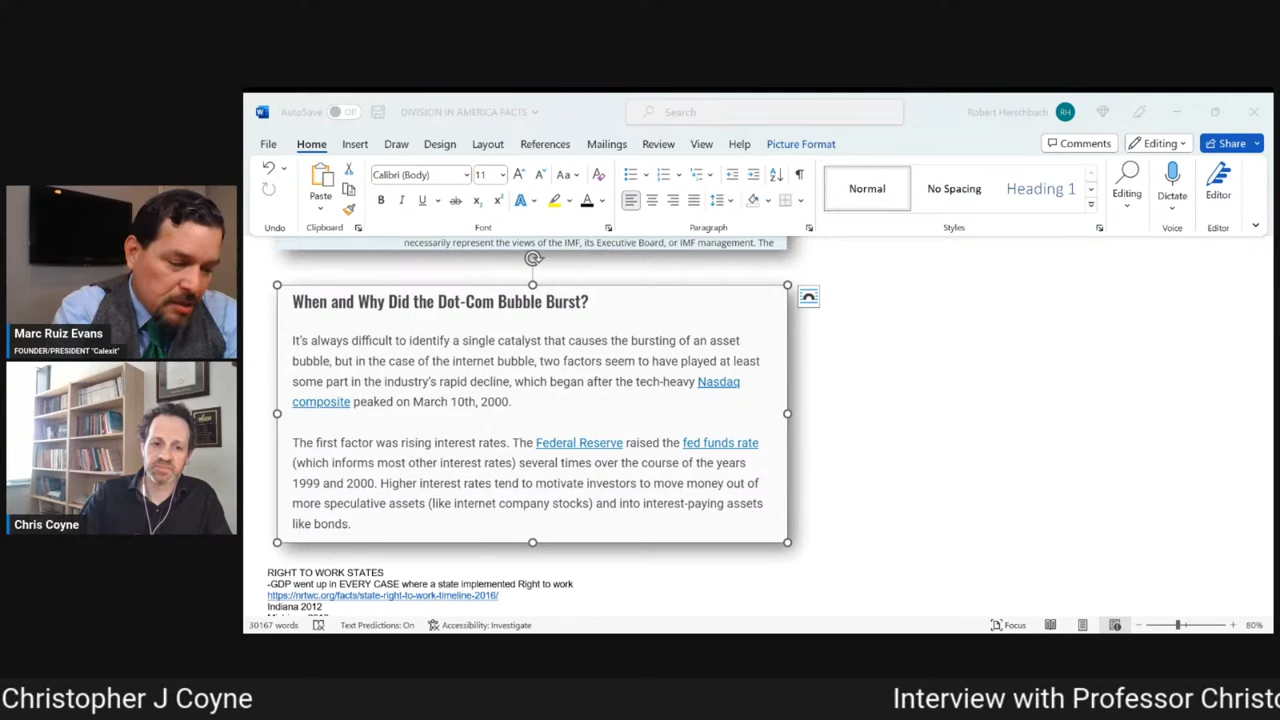 AutoSave Off DIVISION IN AMERICA FACTS Search Robert Herschbach RH
File Home Insert Draw Design Layout References Mailings Review View Help Picture Format Comments Editing Share
Calibri (Body) 11 Aa
Paste
Normal No Spacing Heading 1
Editing Dictate Editor
Undo Clipboard Font Paragraph Styles Voice Editor
necessarily represent the views of the IMF, its Executive Board, or IMF management. The
When and Why Did the Dot-Com Bubble Burst?
It's always difficult to identify a single catalyst that causes the bursting of an asset
bubble, but in the case of the internet bubble, two factors seem to have played at least
some part in the industry's rapid decline, which began after the tech-heavy Nasdaq
composite peaked on March 10th, 2000.
The first factor was rising interest rates. The Federal Reserve raised the fed funds rate
(which informs most other interest rates) several times over the course of the years
1999 and 2000. Higher interest rates tend to motivate investors to move money out of
more speculative assets (like internet company stocks) and into interest-paying assets
like bonds.
RIGHT TO WORK STATES
-GDP went up in EVERY CASE where a state implemented Right to work
https://nrtwc.org/facts/state-right-to-work-timeline-2016/
Indiana 2012
30167 words Text Predictions: On Accessibility: Investigate Focus 80%
Marc Ruiz Evans
FOUNDER/PRESIDENT "Calexit"
Chris Coyne
Christopher J Coyne Interview with Professor Christo